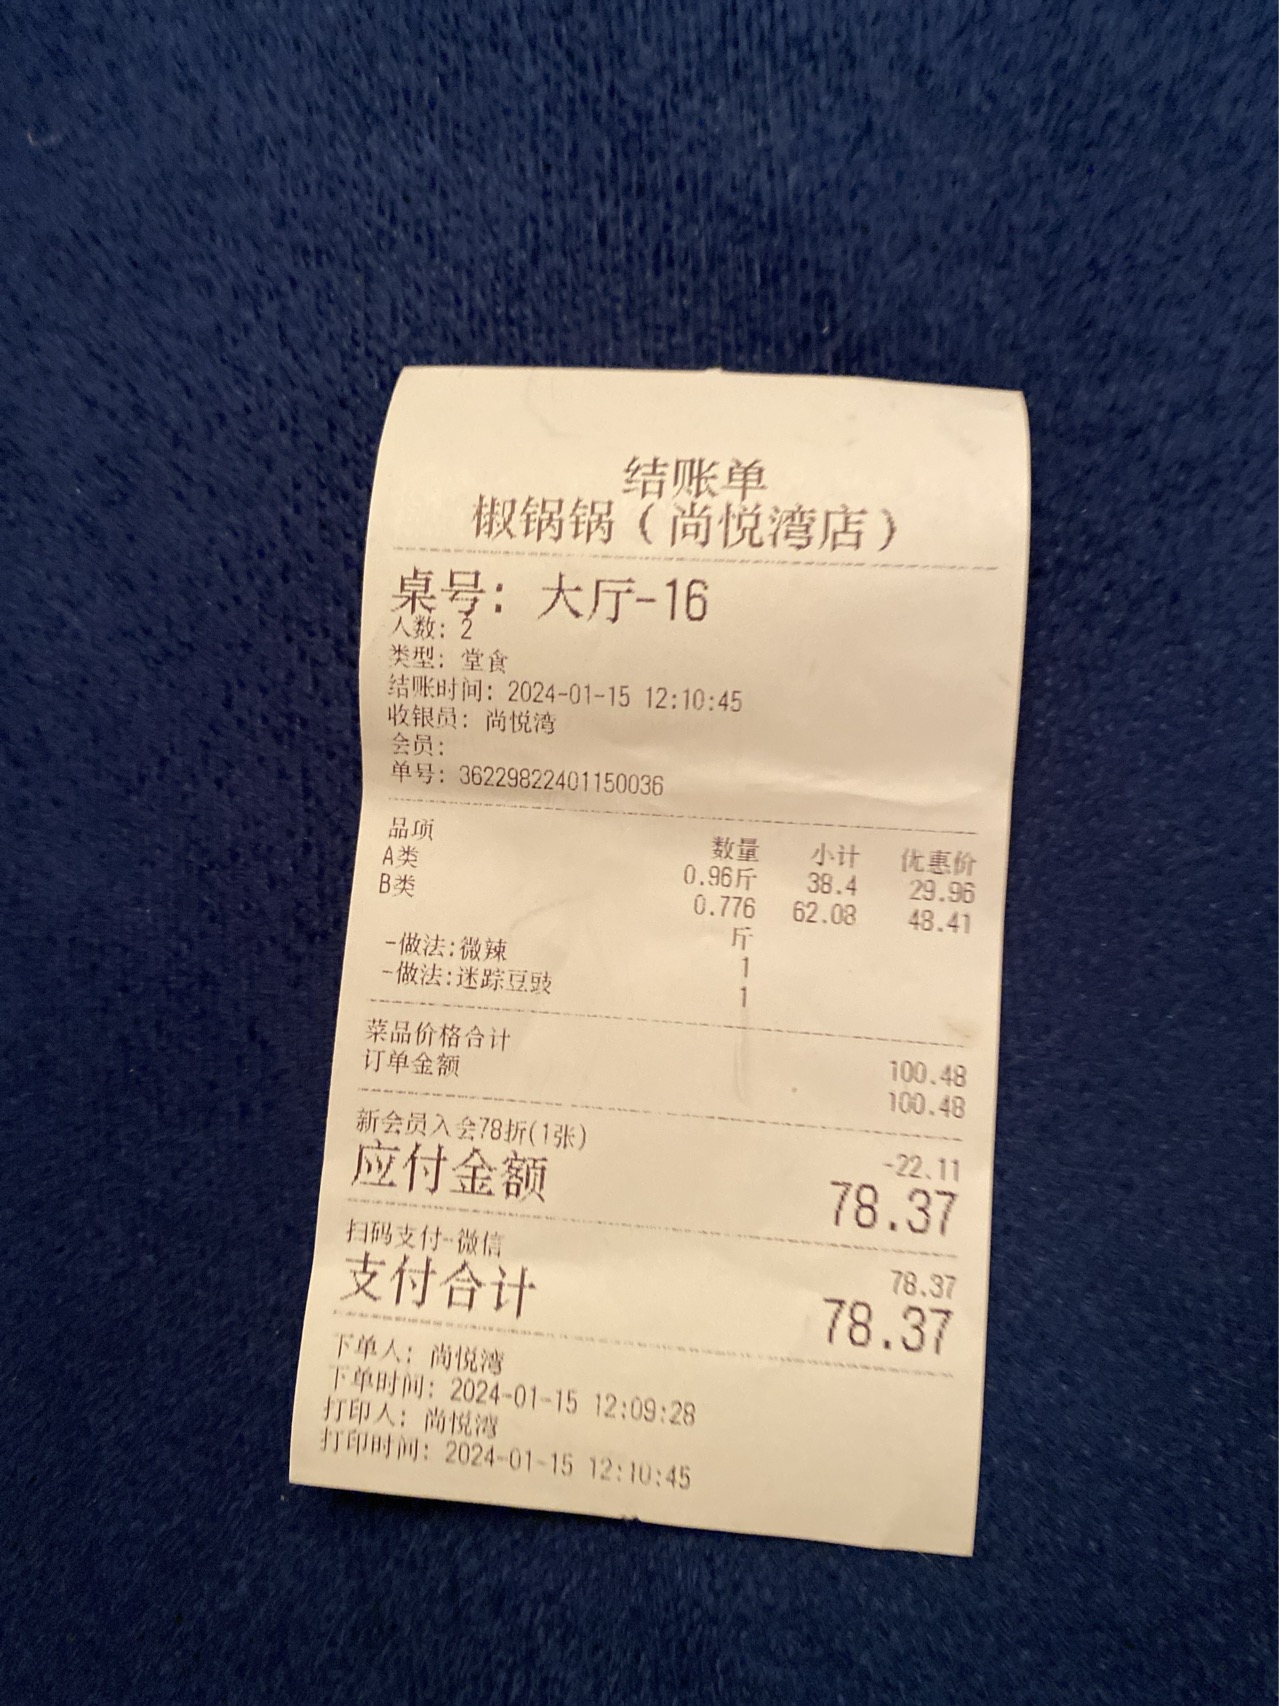 结账单
椒锅锅（尚悦湾店）
桌号：大厅-16
人数：2
类型：堂食
结账时间：2024-01-15 12:10:45
收银员：尚悦湾
会员：
单号：36229822401150036
品项 数量 小计 优惠价
A类 0.96斤 38.4 29.96
B类 0.776斤 62.08 48.41
-做法:微辣 1
-做法:迷踪豆豉 1
菜品价格合计 100.48
订单金额 100.48
新会员入会78折(1张) -22.11
应付金额 78.37
扫码支付-微信 78.37
支付合计 78.37
下单人：尚悦湾
下单时间：2024-01-15 12:09:28
打印人：尚悦湾
打印时间：2024-01-15 12:10:45